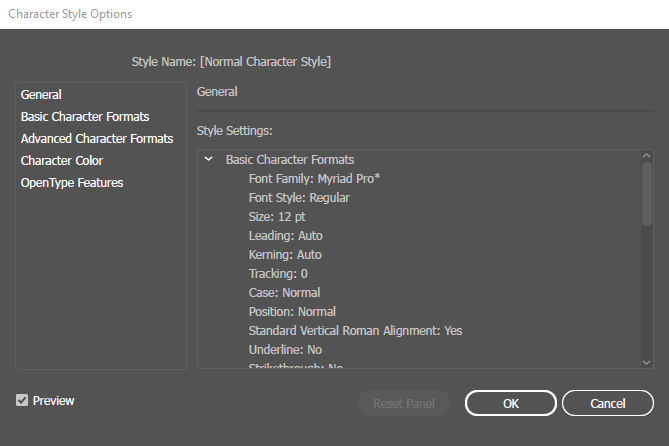 Character Style Options
Style Name: [Normal Character Style]
General
Basic Character Formats
Advanced Character Formats
Character Color
OpenType Features
General
Style Settings:
Basic Character Formats
Font Family: Myriad Pro*
Font Style: Regular
Size: 12 pt
Leading: Auto
Kerning: Auto
Tracking: 0
Case: Normal
Position: Normal
Standard Vertical Roman Alignment: Yes
Underline: No
Strikethrough: No
Preview
Reset Panel
OK
Cancel